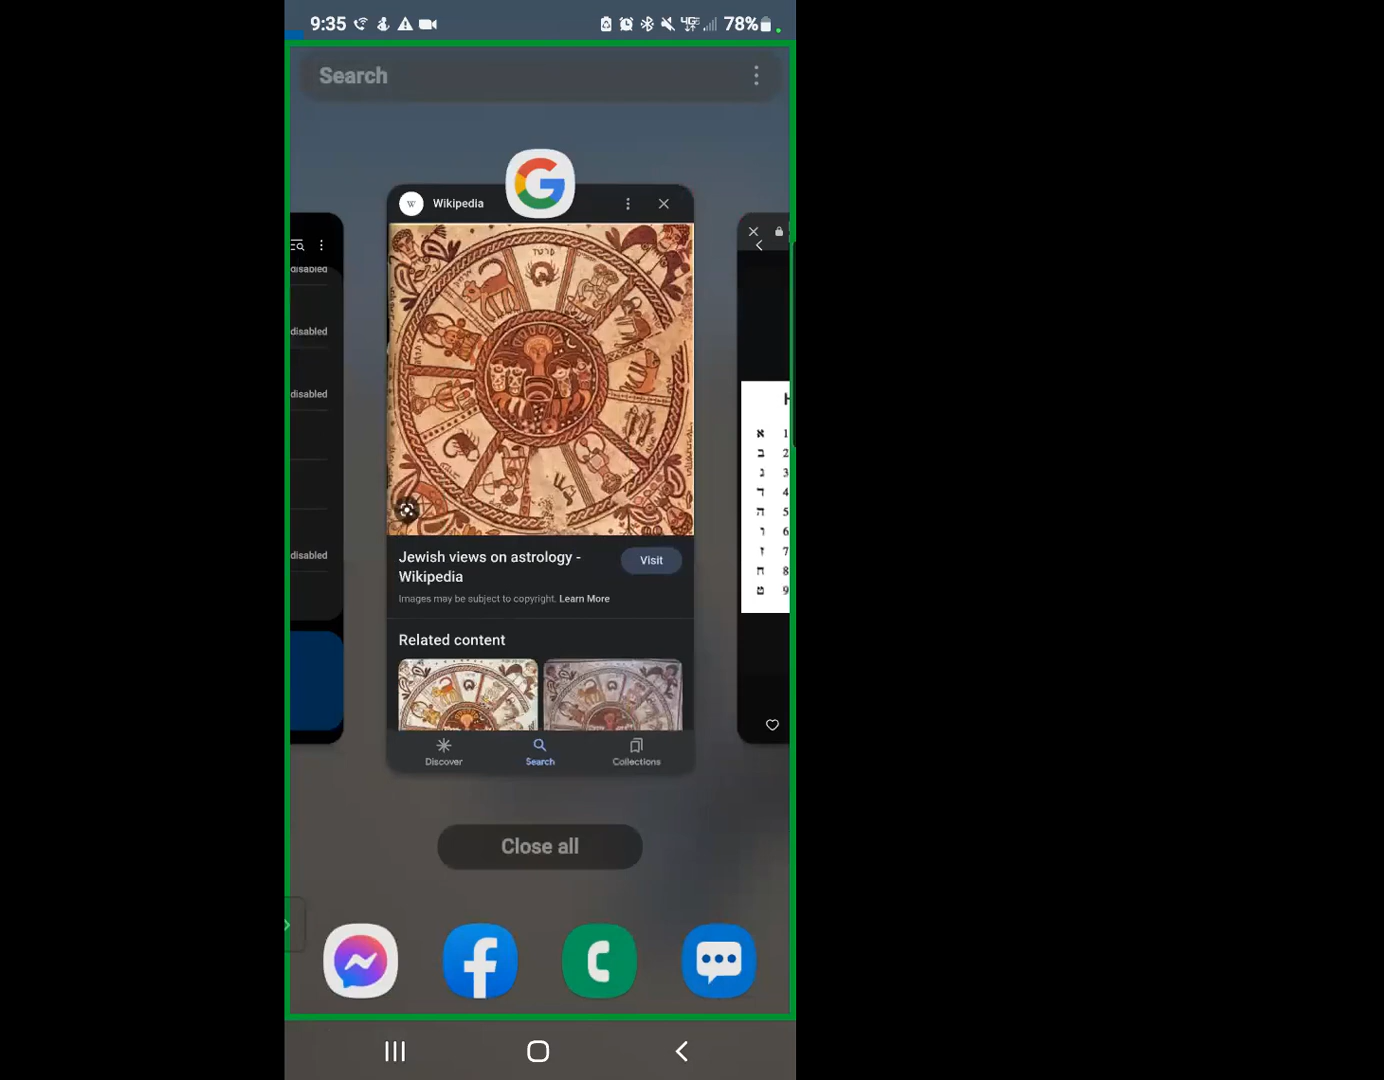 9:35
4G
78%
Search
Wikipedia
disabled
disabled
disabled
disabled
Jewish views on astrology -
Wikipedia
Visit
Images may be subject to copyright. Learn More
Related content
Discover
Search
Collections
א 1
ב 2
ג 3
ד 4
ה 5
ו 6
ז 7
ח 8
ט 9
Close all